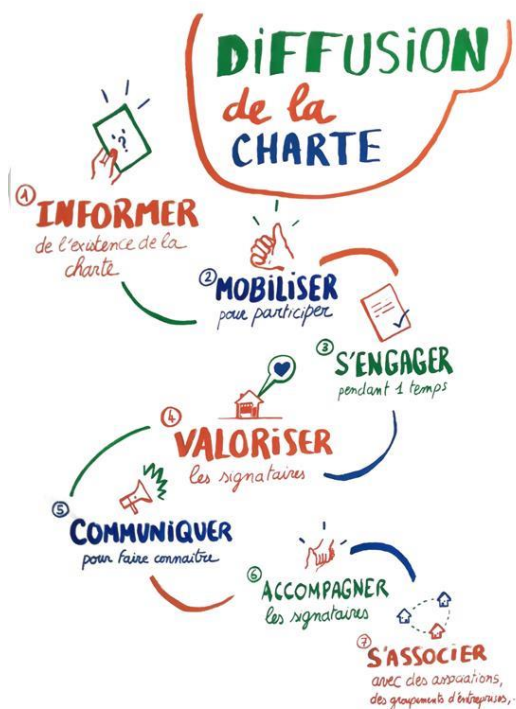 DiFFUSiON
de la
CHARTE
① INFORMER
de l'existence de la
charte
② MOBiLiSER
pour participer
③ S'ENGAGER
pendant 1 temps
④ VALORiSER
les signataires
⑤ COMMUNiQUER
pour faire connaitre
⑥ ACCOMPAGNER
les signataires
⑦ S'ASSOCIER
avec des associations,
des groupements d'entreprises,..